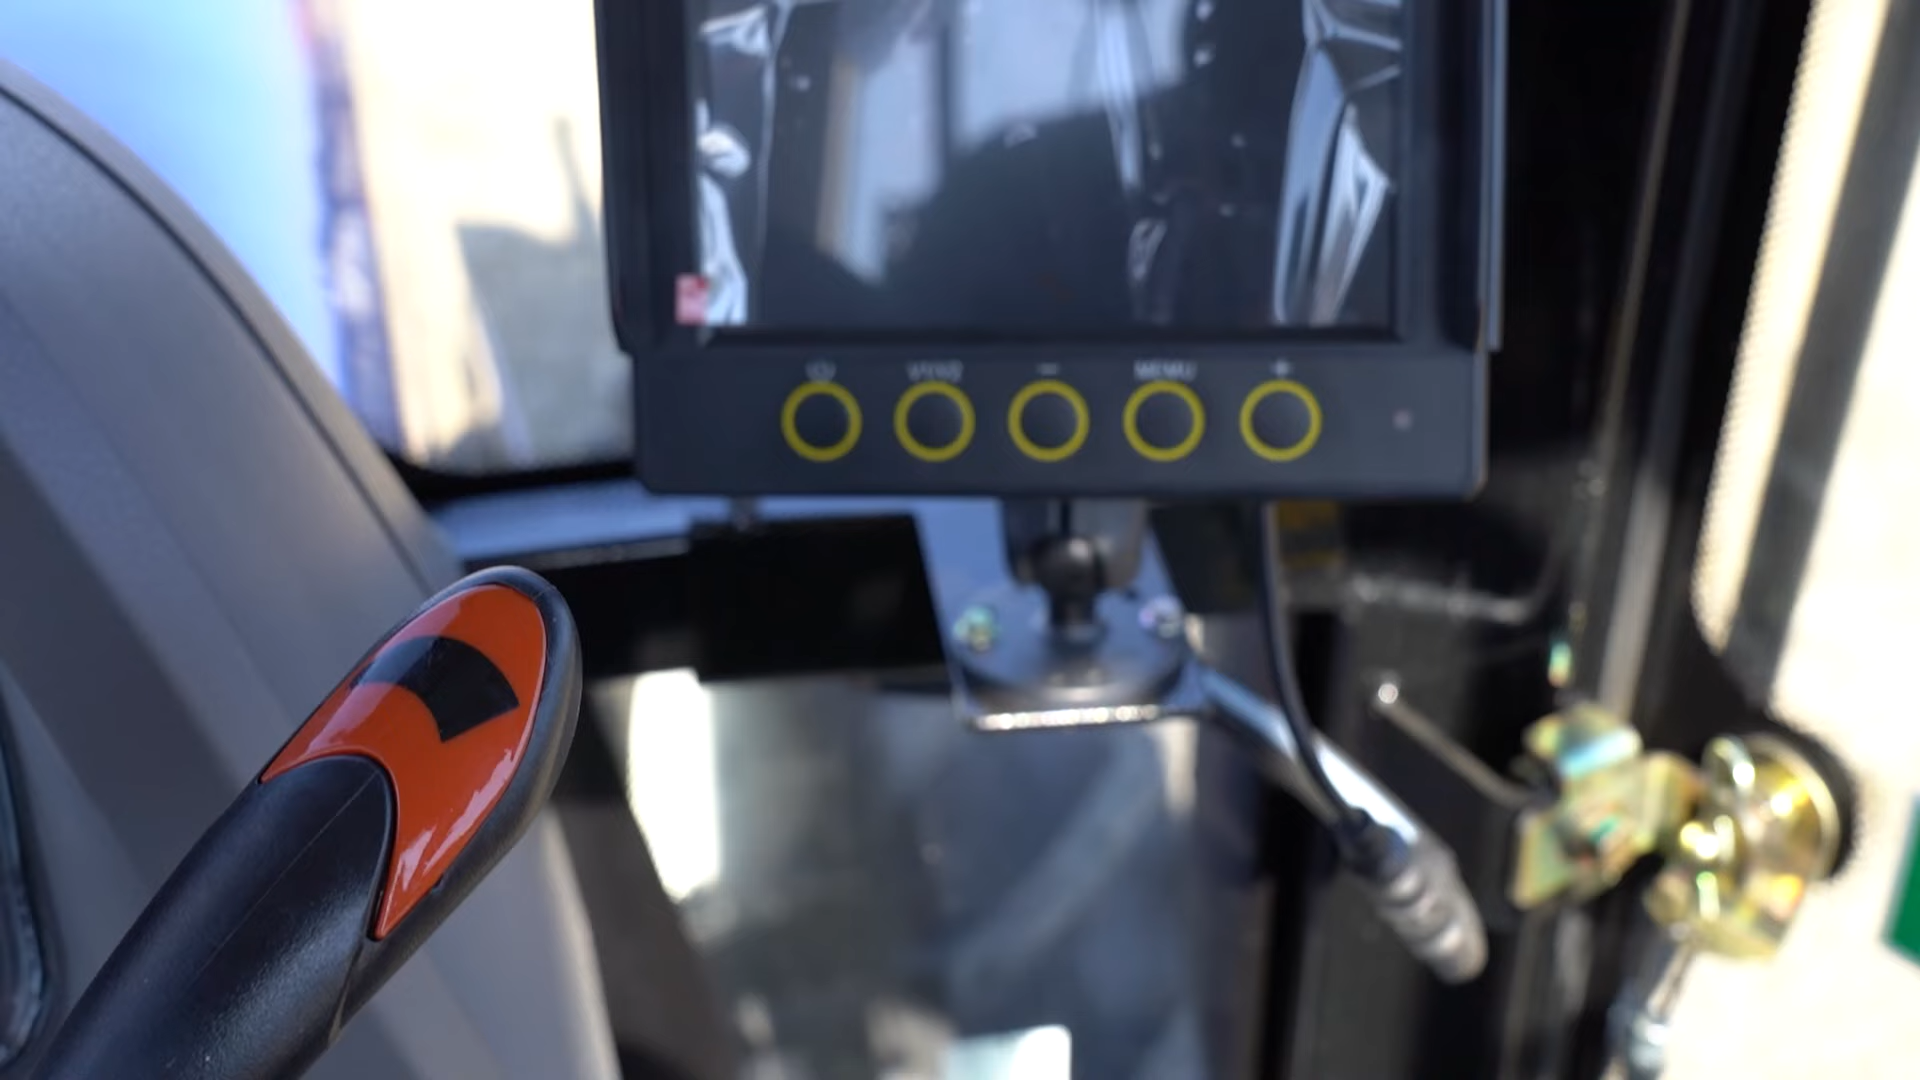 V1/V2 — MENU +